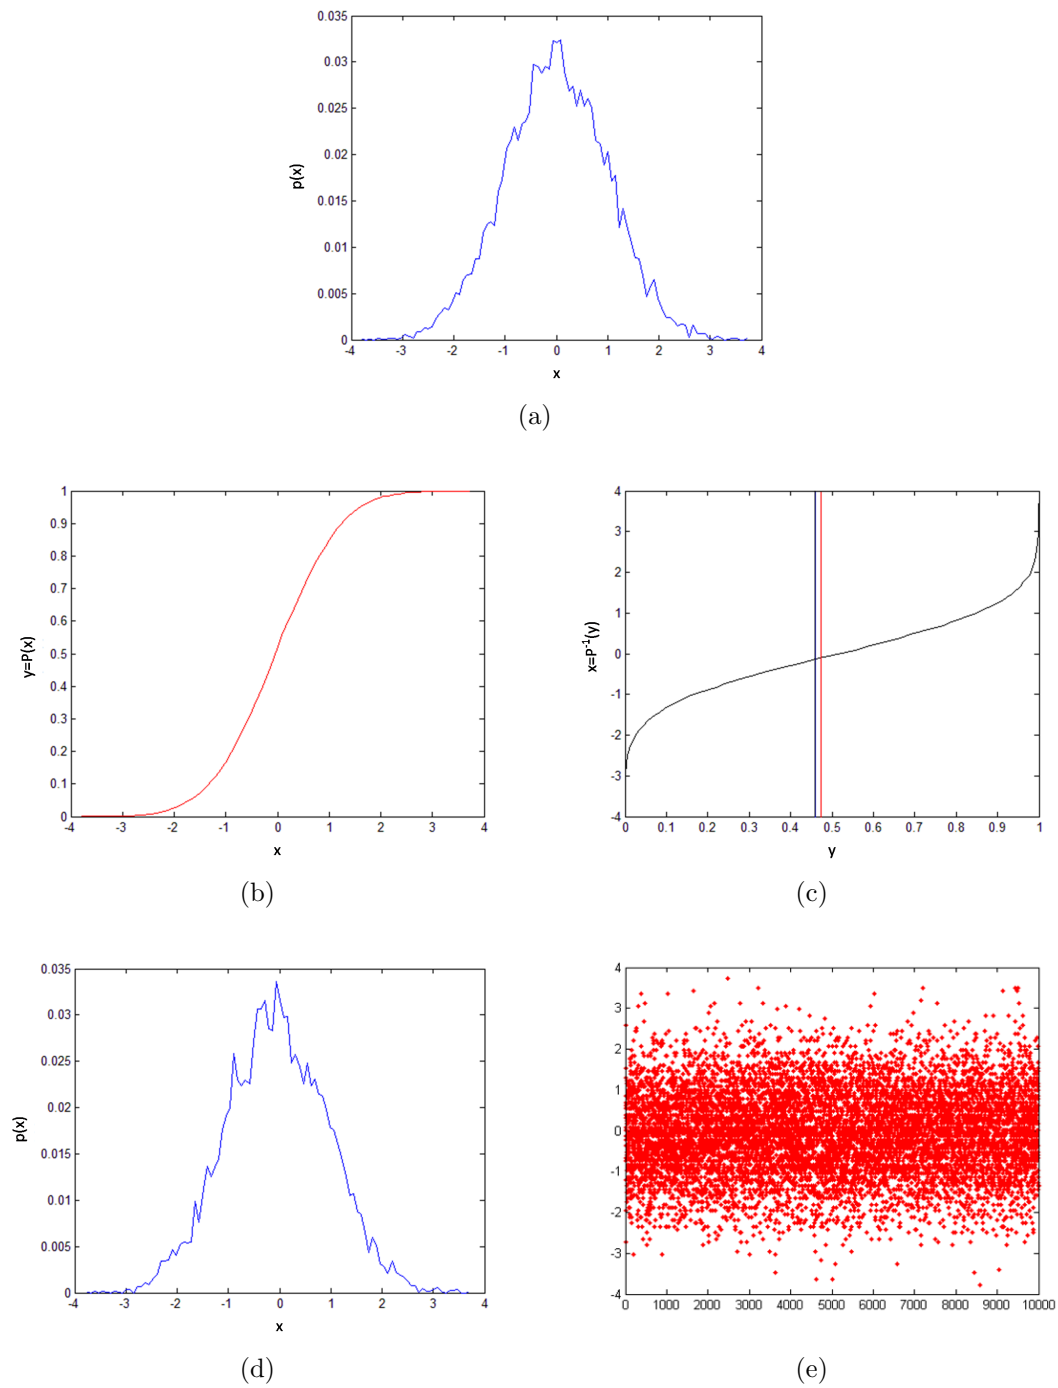 0.035
0.03
0.025
0.02
p(x)
0.015
0.01
0.005
0
-4 -3 -2 -1 0 1 2 3 4
x
(a)
1
0.9
0.8
0.7
0.6
y=P(x)
0.5
0.4
0.3
0.2
0.1
0
-4 -3 -2 -1 0 1 2 3 4
x
(b)
4
3
2
1
x=P⁻¹(y)
0
-1
-2
-3
-4
0 0.1 0.2 0.3 0.4 0.5 0.6 0.7 0.8 0.9 1
y
(c)
0.035
0.03
0.025
0.02
p(x)
0.015
0.01
0.005
0
-4 -3 -2 -1 0 1 2 3 4
x
(d)
4
3
2
1
0
-1
-2
-3
-4
0 1000 2000 3000 4000 5000 6000 7000 8000 9000 10000
(e)